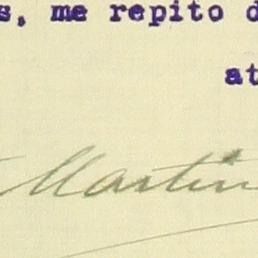 s, me repito d
at
Martin